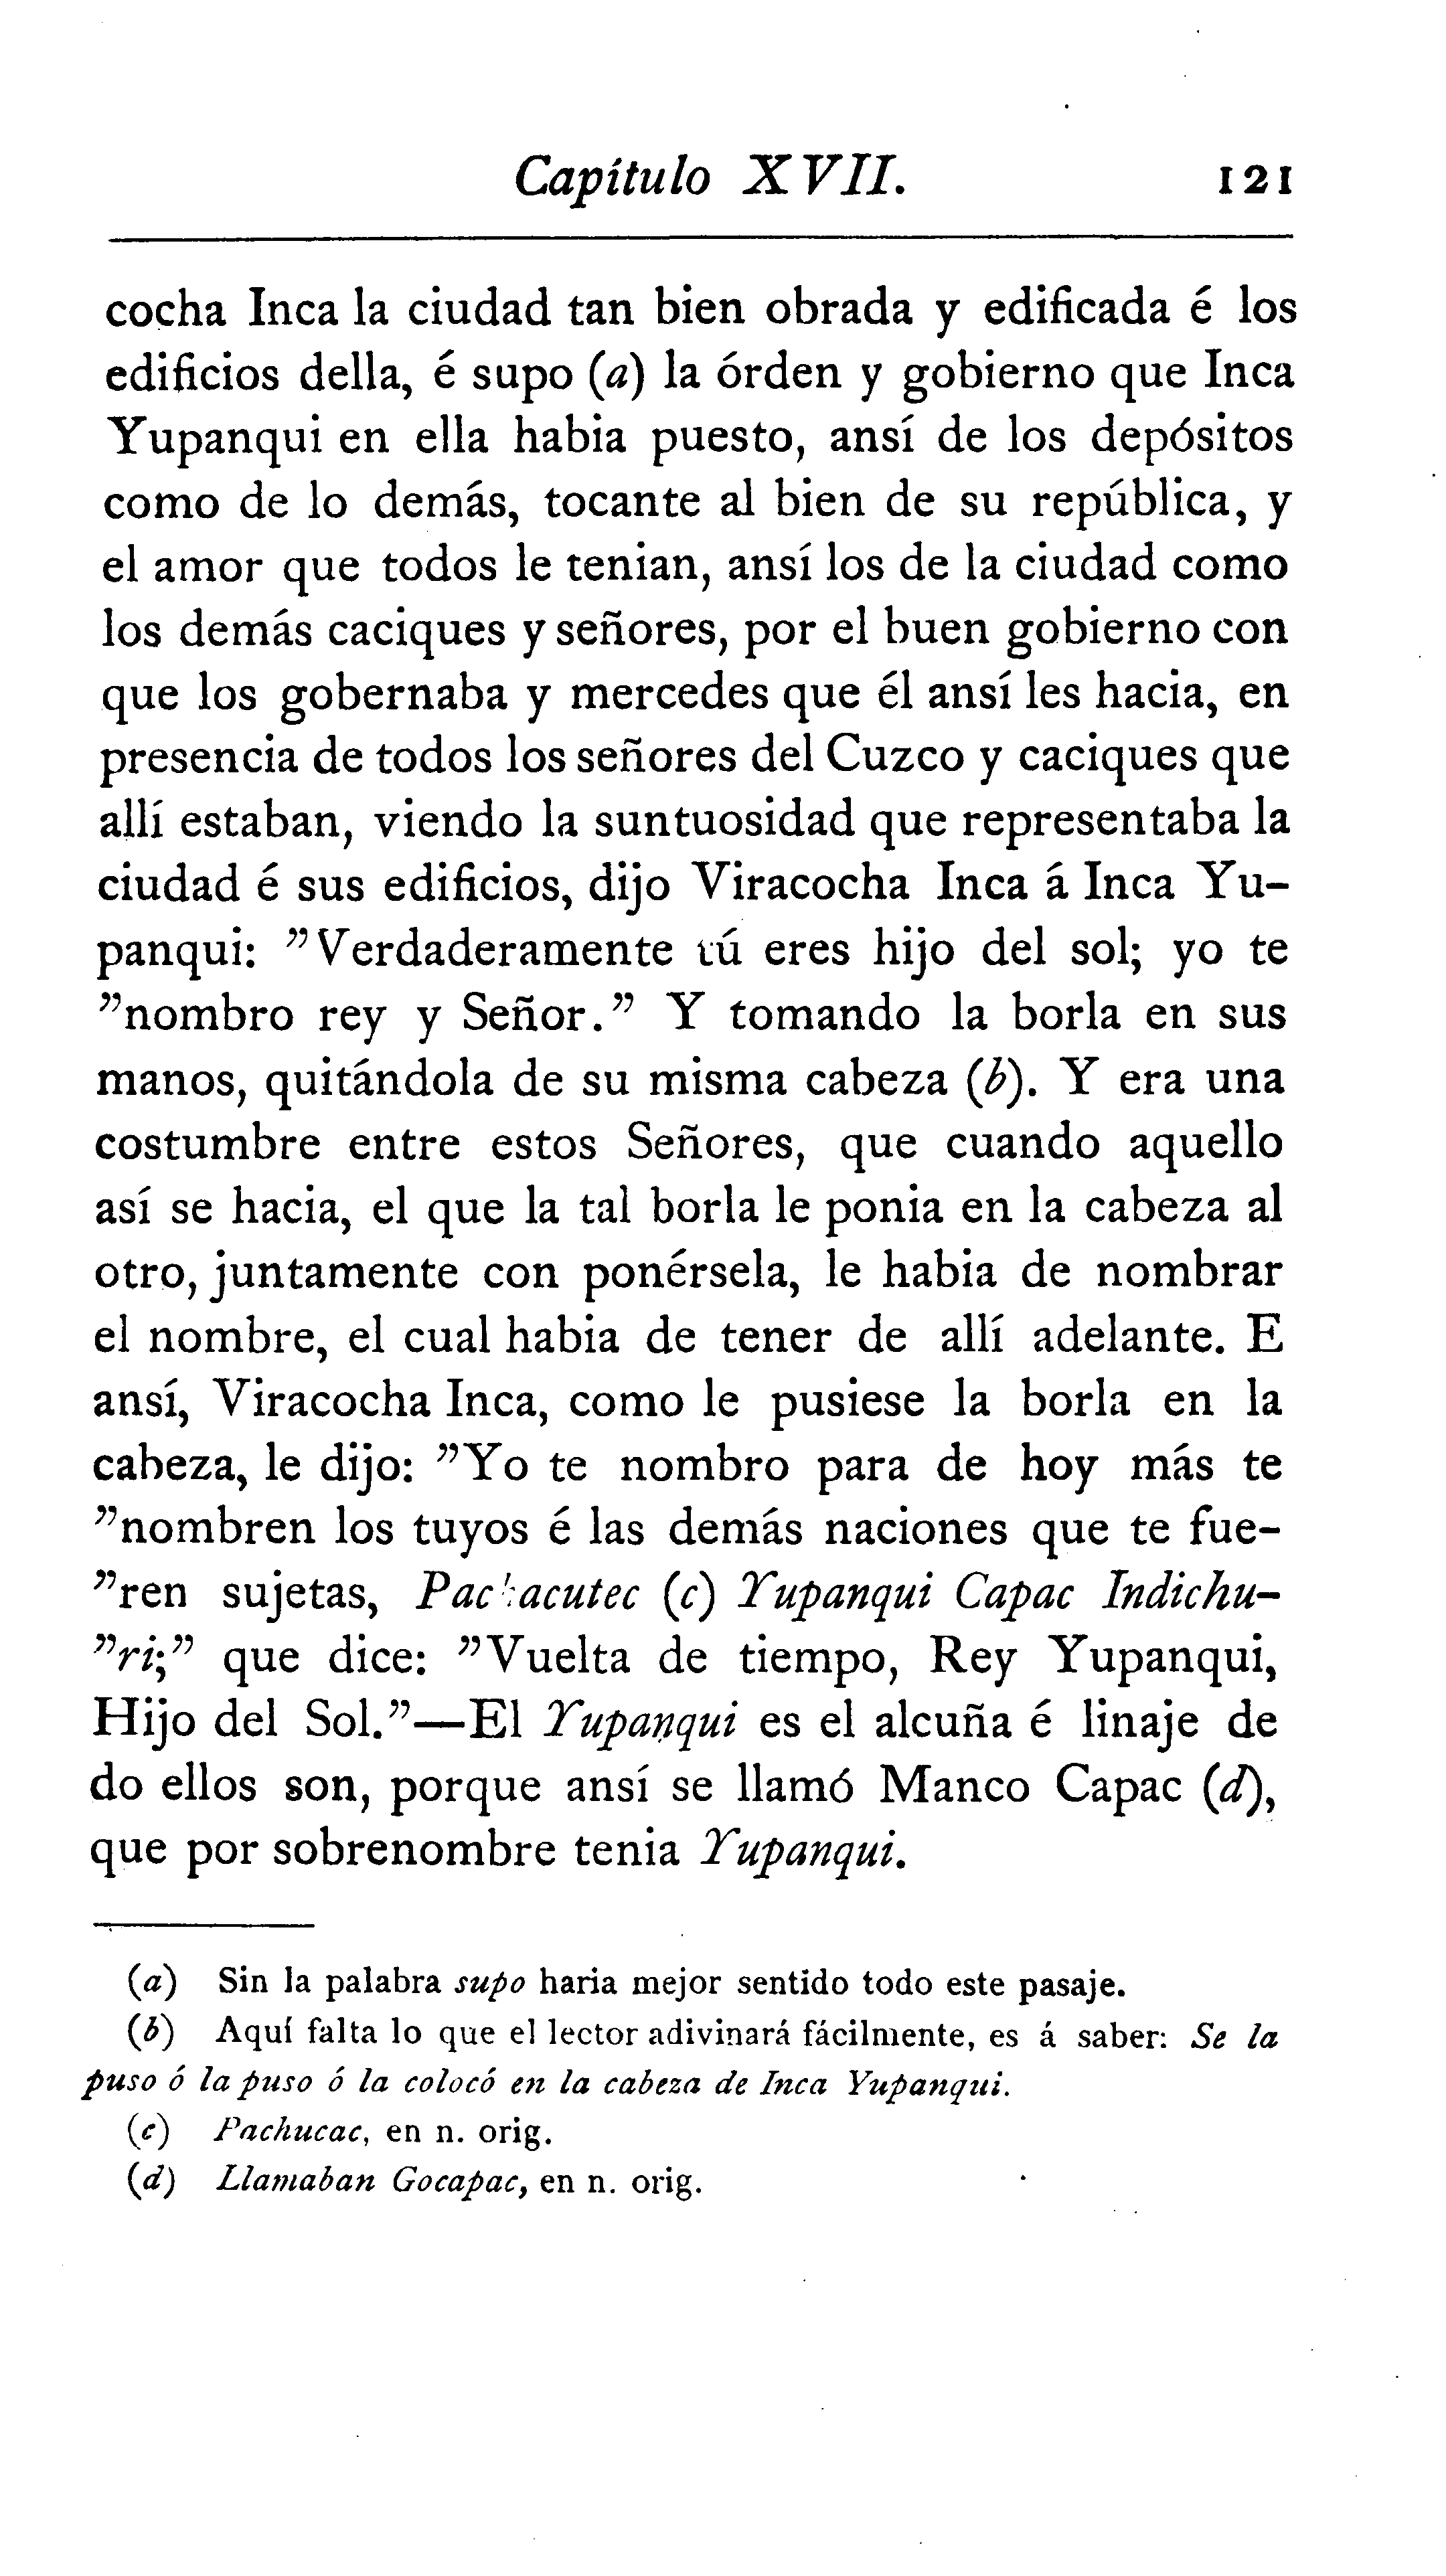 Capítulo XVII. 121
cocha Inca la ciudad tan bien obrada y edificada é los
edificios della, é supo (a) la órden y gobierno que Inca
Yupanqui en ella habia puesto, ansí de los depósitos
como de lo demás, tocante al bien de su república, y
el amor que todos le tenian, ansí los de la ciudad como
los demás caciques y señores, por el buen gobierno con
que los gobernaba y mercedes que él ansí les hacia, en
presencia de todos los señores del Cuzco y caciques que
allí estaban, viendo la suntuosidad que representaba la
ciudad é sus edificios, dijo Viracocha Inca á Inca Yu-
panqui: ”Verdaderamente tú eres hijo del sol; yo te
”nombro rey y Señor.” Y tomando la borla en sus
manos, quitándola de su misma cabeza (b). Y era una
costumbre entre estos Señores, que cuando aquello
así se hacia, el que la tal borla le ponia en la cabeza al
otro, juntamente con ponérsela, le habia de nombrar
el nombre, el cual habia de tener de allí adelante. E
ansí, Viracocha Inca, como le pusiese la borla en la
cabeza, le dijo: ”Yo te nombro para de hoy más te
”nombren los tuyos é las demás naciones que te fue-
”ren sujetas, Pachacutec (c) Yupanqui Capac Indichu-
”ri;” que dice: ”Vuelta de tiempo, Rey Yupanqui,
Hijo del Sol.”—El Yupanqui es el alcuña é linaje de
do ellos son, porque ansí se llamó Manco Capac (d),
que por sobrenombre tenia Yupanqui.
(a) Sin la palabra supo haria mejor sentido todo este pasaje.
(b) Aquí falta lo que el lector adivinará fácilmente, es á saber: Se la
puso ó la puso ó la colocó en la cabeza de Inca Yupanqui.
(c) Pachucac, en n. orig.
(d) Llamaban Gocapac, en n. orig.